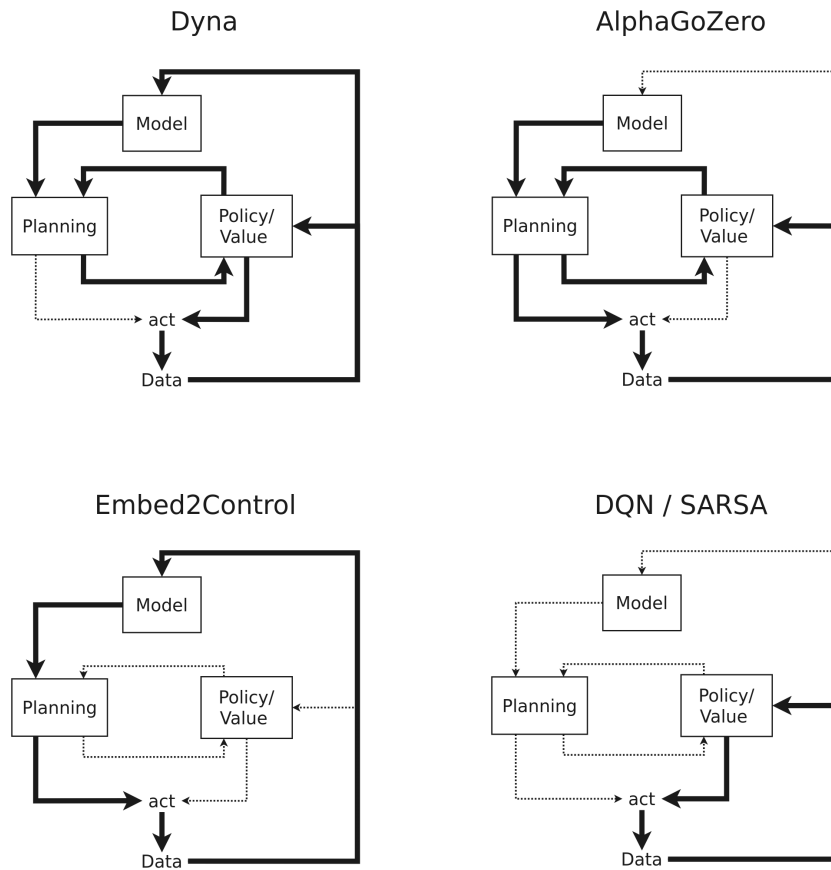 Dyna
Model
Planning
Policy/
Value
act
Data
AlphaGoZero
Model
Planning
Policy/
Value
act
Data
Embed2Control
Model
Planning
Policy/
Value
act
Data
DQN / SARSA
Model
Planning
Policy/
Value
act
Data